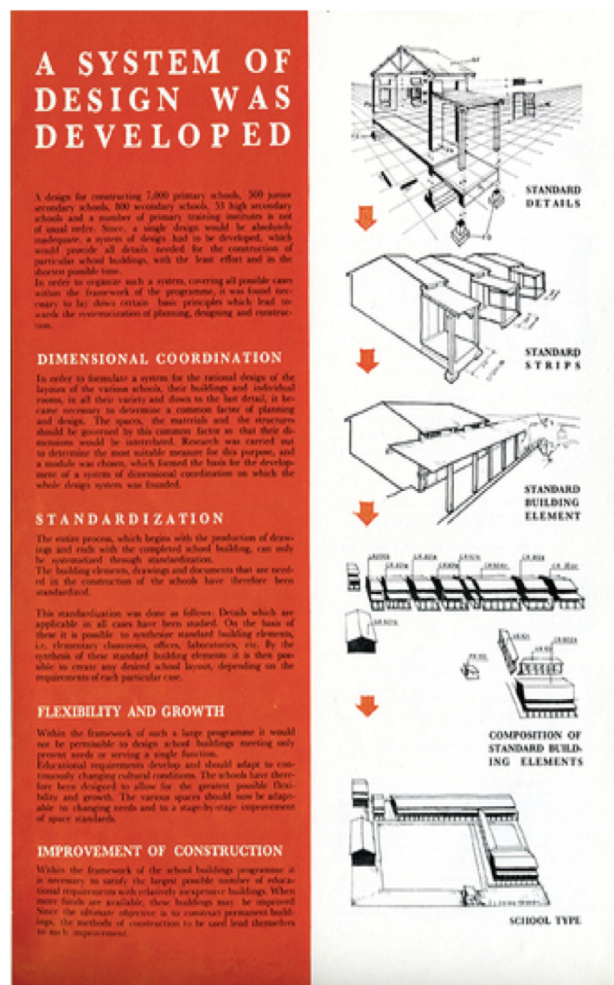 A SYSTEM OF
DESIGN WAS
DEVELOPED
A design for constructing 7,000 primary schools, 500 junior
secondary schools, 800 secondary schools, 53 high secondary
schools and a number of primary training institutes is not
of usual order. Since, a single design would be absolutely
inadequate, a system of design had to be developed, which
would provide all details needed for the construction of
particular school buildings, with the least effort and in the
shortest possible time.
In order to organize such a system, covering all possible cases
within the framework of the programme, it was found nec-
essary to lay down certain basic principles which lead to-
wards the systematization of planning, designing and construc-
tion.
DIMENSIONAL COORDINATION
In order to formulate a system for the rational design of the
layouts of the various schools, their buildings and individual
rooms, in all their variety and down to the last detail, it be-
came necessary to determine a common factor of planning
and design. The spaces, the materials and the structures
should be governed by this common factor so that their di-
mensions would be interrelated. Research was carried out
to determine the most suitable measure for this purpose, and
a module was chosen, which formed the basis for the develop-
ment of a system of dimensional coordination on which the
whole design system was founded.
STANDARDIZATION
The entire process, which begins with the production of draw-
ings and ends with the completed school building, can only
be systematized through standardization.
The building elements, drawings and documents that are need-
ed in the construction of the schools have therefore been
standardized.
This standardization was done as follows: Details which are
applicable in all cases have been studied. On the basis of
these it is possible to synthesize standard building elements,
i.e. elementary classrooms, offices, laboratories, etc. By the
synthesis of these standard building elements it is then pos-
sible to create any desired school layout, depending on the
requirements of each particular case.
FLEXIBILITY AND GROWTH
Within the framework of such a large programme it would
not be permissible to design school buildings meeting only
present needs or serving a single function.
Educational requirements develop and should adapt to con-
tinuously changing cultural conditions. The schools have there-
fore been designed to allow for the greatest possible flexi-
bility and growth. The various spaces should now be adapt-
able to changing needs and to a stage-by-stage improvement
of space standards.
IMPROVEMENT OF CONSTRUCTION
Within the framework of the school buildings programme it
is necessary to satisfy the largest possible number of educa-
tional requirements with relatively inexpensive buildings. When
more funds are available, these buildings may be improved
Since the ultimate objective is to construct permanent build-
ings, the methods of construction to be used lend themselves
to such improvement.
STANDARD
DETAILS
STANDARD
STRIPS
STANDARD
BUILDING
ELEMENT
COMPOSITION OF
STANDARD BUILD-
ING ELEMENTS
SCHOOL TYPE